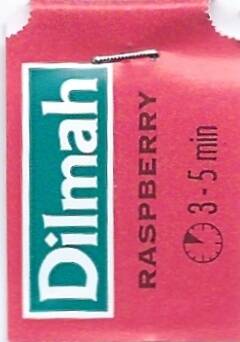 Dilmah
RASPBERRY
3 - 5 min